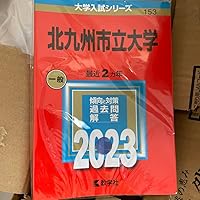 大学入試シリーズ
153
北九州市立大学
最近2カ年
一般
傾向と対策
過去問
解答
2023
教学社